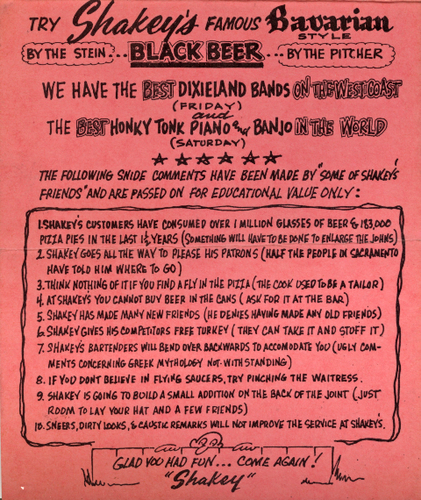 TRY Shakey's FAMOUS Bavarian
STYLE
BY THE STEIN... BLACK BEER ...BY THE PITCHER
WE HAVE THE BEST DIXIELAND BANDS ON THE WEST COAST
(FRIDAY)
and
THE BEST HONKY TONK PIANO and BANJO IN THE WORLD
(SATURDAY)
THE FOLLOWING SNIDE COMMENTS HAVE BEEN MADE BY "SOME OF SHAKEY'S
FRIENDS" AND ARE PASSED ON FOR EDUCATIONAL VALUE ONLY:
1. SHAKEY'S CUSTOMERS HAVE CONSUMED OVER 1 MILLION GLASSES OF BEER & 183,000
PIZZA PIES IN THE LAST 1½ YEARS (SOMETHING WILL HAVE TO BE DONE TO ENLARGE THE JOHNS)
2. SHAKEY GOES ALL THE WAY TO PLEASE HIS PATRONS (HALF THE PEOPLE IN SACRAMENTO
HAVE TOLD HIM WHERE TO GO)
3. THINK NOTHING OF IT IF YOU FIND A FLY IN THE PIZZA (THE COOK USED TO BE A TAILOR)
4. AT SHAKEYS YOU CANNOT BUY BEER IN THE CANS (ASK FOR IT AT THE BAR)
5. SHAKEY HAS MADE MANY NEW FRIENDS (HE DENIES HAVING MADE ANY OLD FRIENDS)
6. SHAKEY GIVES HIS COMPETITORS FREE TURKEY (THEY CAN TAKE IT AND STOFF IT)
7. SHAKEY'S BARTENDERS WILL BEND OVER BACKWARDS TO ACCOMODATE YOU (UGLY COM-
MENTS CONCERNING GREEK MYTHOLOGY NOT-WITHSTANDING)
8. IF YOU DONT BELIEVE IN FLYING SAUCERS, TRY PINCHING THE WAITRESS.
9. SHAKEY IS GOING TO BUILD A SMALL ADDITION ON THE BACK OF THE JOINT (JUST
ROOM TO LAY YOUR HAT AND A FEW FRIENDS)
10. SNEERS, DIRTY LOOKS, & CAUSTIC REMARKS WILL NOT IMPROVE THE SERVICE AT SHAKEY'S.
GLAD YOU HAD FUN... COME AGAIN!
"Shakey"